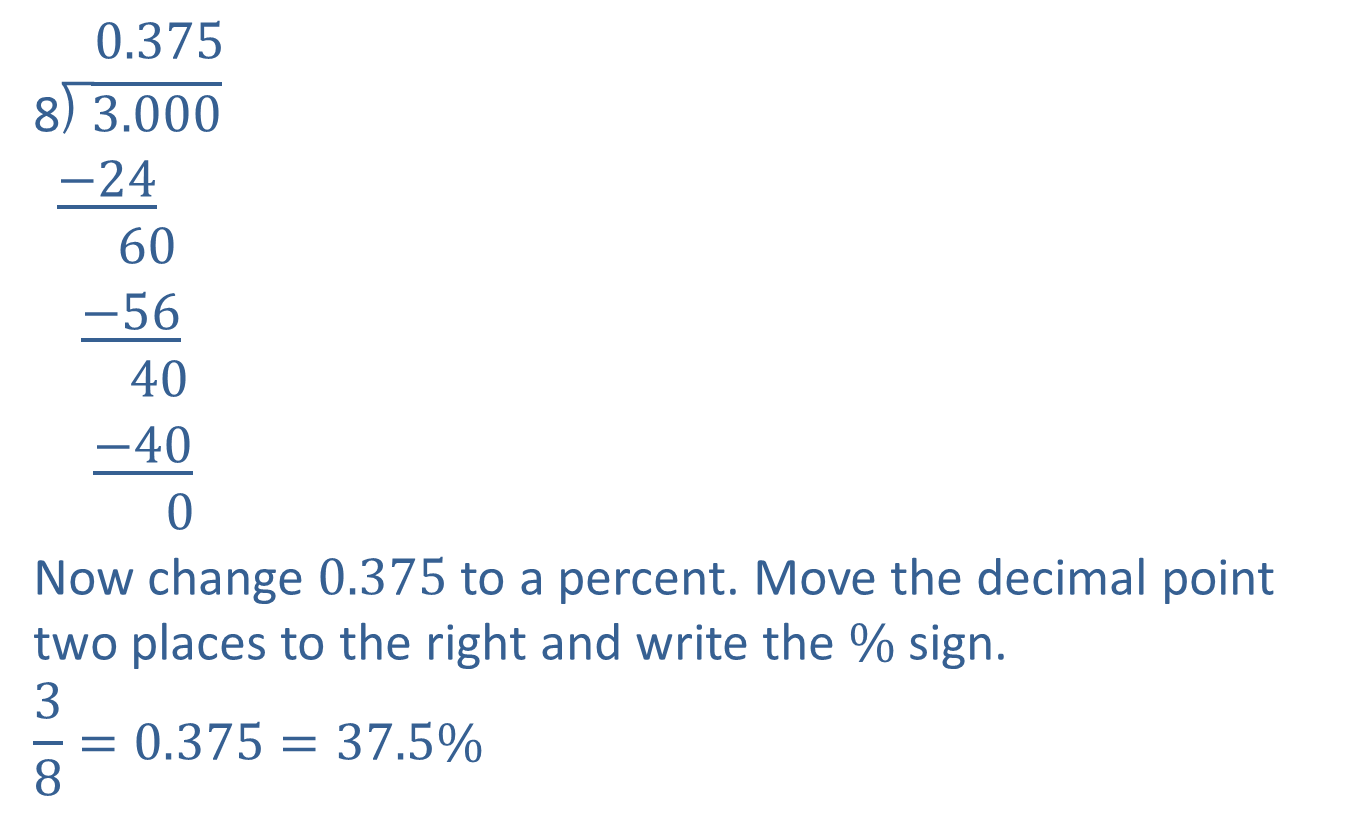 0.375
8) 3.000
−24
60
−56
40
−40
0
Now change 0.375 to a percent. Move the decimal point
two places to the right and write the % sign.
3/8 = 0.375 = 37.5%